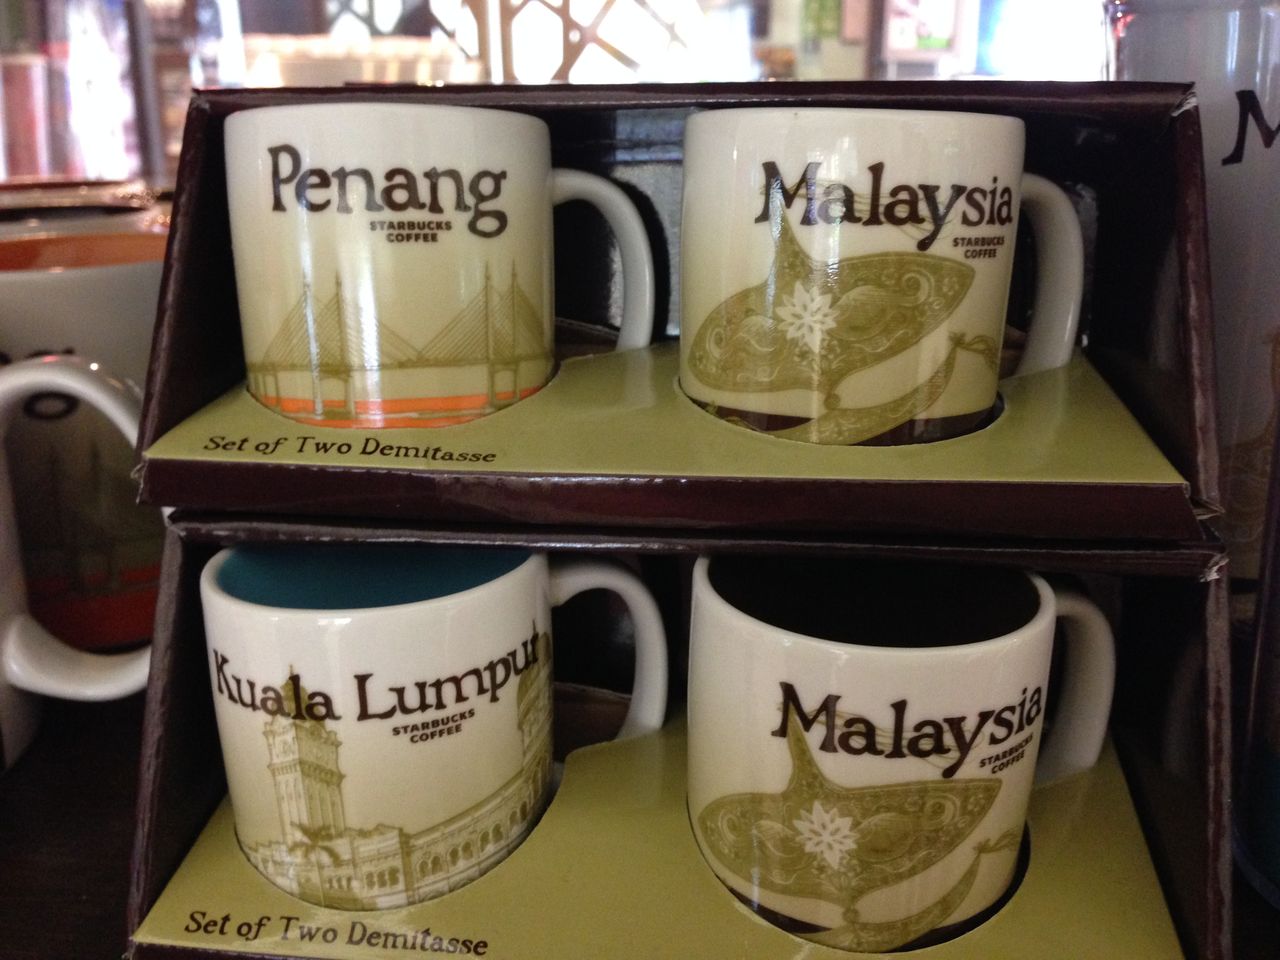 Penang
STARBUCKS
COFFEE
Malaysia
STARBUCKS
COFFEE
Set of Two Demitasse
Kuala Lumpur
STARBUCKS
COFFEE
Malaysia
STARBUCKS
COFFEE
Set of Two Demitasse
M